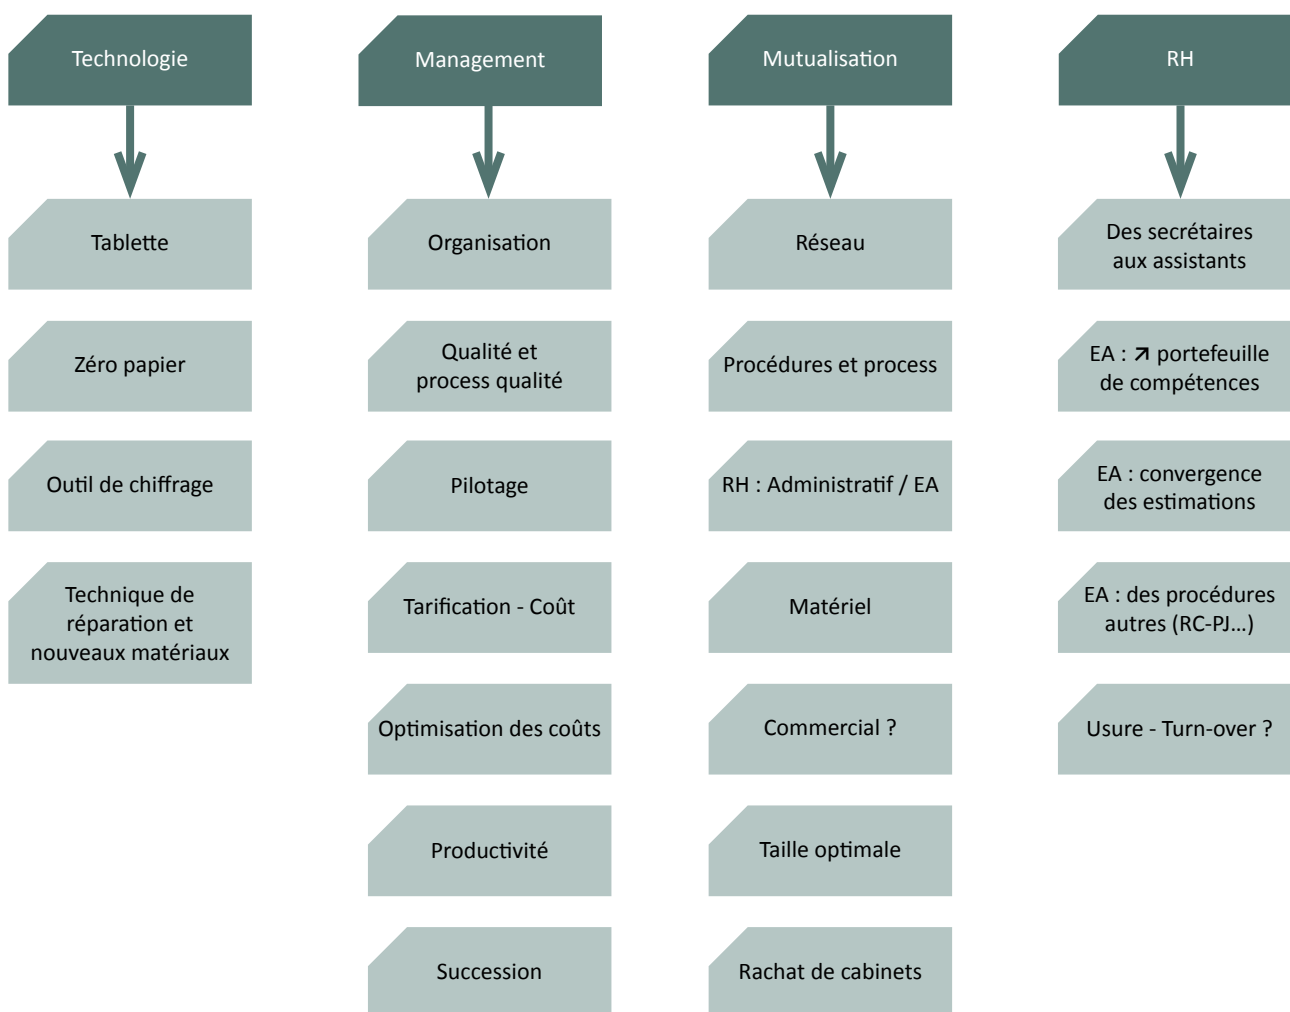 Technologie
Tablette
Zéro papier
Outil de chiffrage
Technique de
réparation et
nouveaux matériaux
Management
Organisation
Qualité et
process qualité
Pilotage
Tarification - Coût
Optimisation des coûts
Productivité
Succession
Mutualisation
Réseau
Procédures et process
RH : Administratif / EA
Matériel
Commercial ?
Taille optimale
Rachat de cabinets
RH
Des secrétaires
aux assistants
EA : ↗ portefeuille
de compétences
EA : convergence
des estimations
EA : des procédures
autres (RC-PJ...)
Usure - Turn-over ?